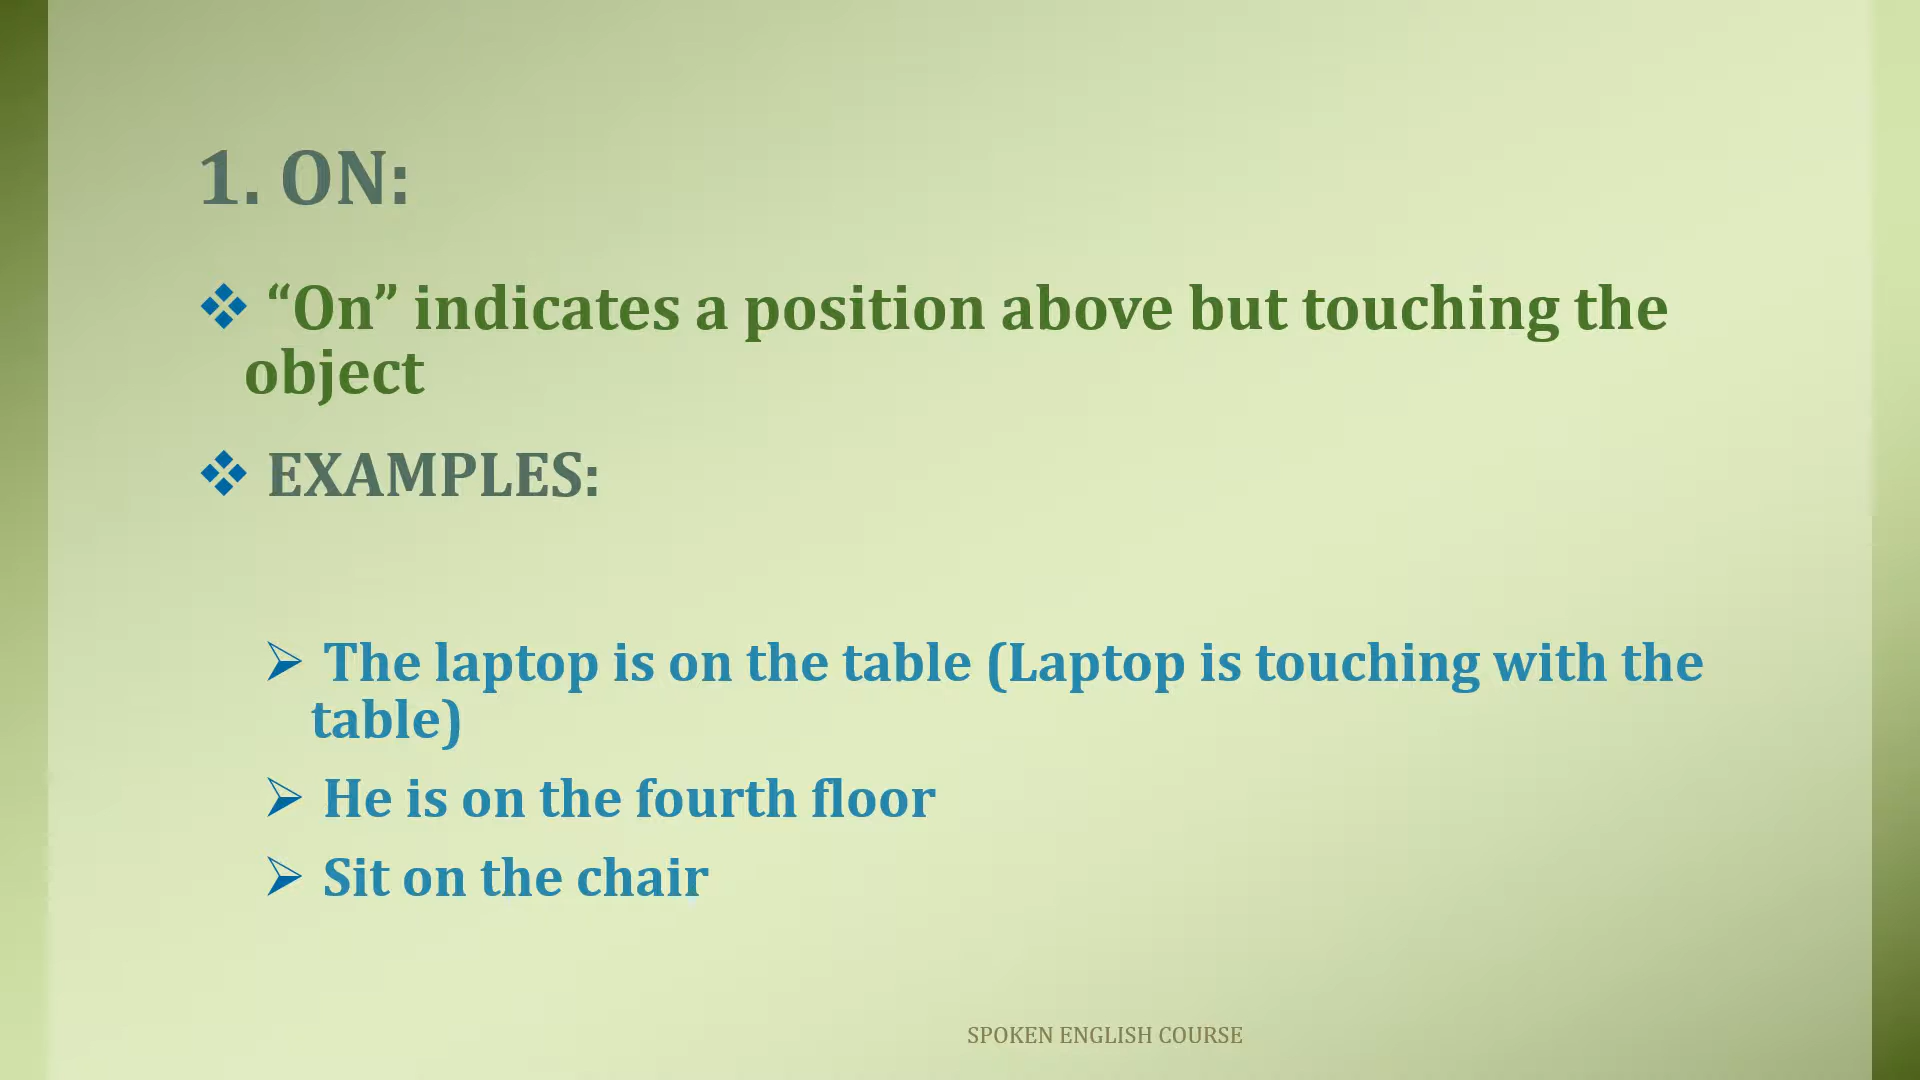 1. ON:
“On” indicates a position above but touching the
object
EXAMPLES:
The laptop is on the table (Laptop is touching with the
table)
He is on the fourth floor
Sit on the chair
SPOKEN ENGLISH COURSE